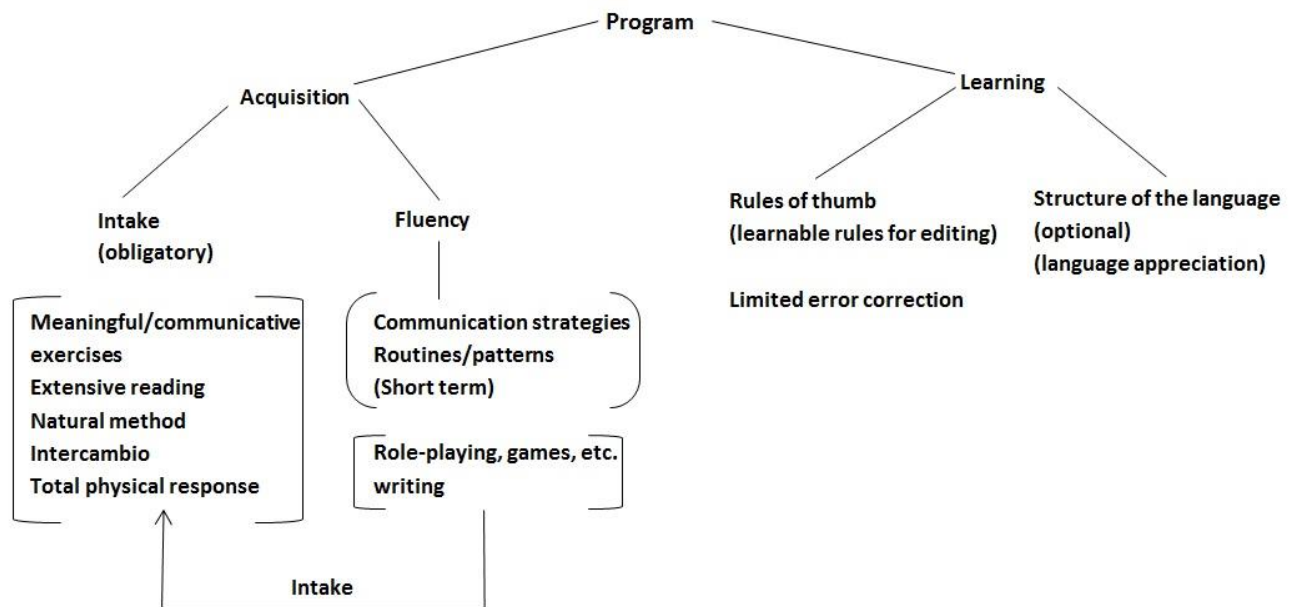 Program
Acquisition
Learning
Intake
(obligatory)
Fluency
Rules of thumb
(learnable rules for editing)
Limited error correction
Structure of the language
(optional)
(language appreciation)
Meaningful/communicative
exercises
Extensive reading
Natural method
Intercambio
Total physical response
Communication strategies
Routines/patterns
(Short term)
Role-playing, games, etc.
writing
Intake